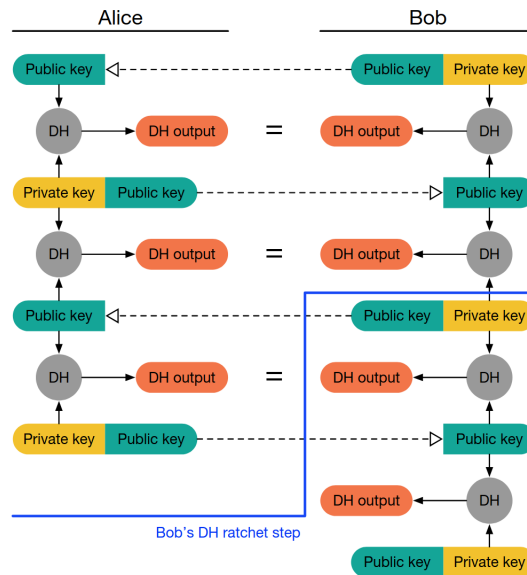 Alice Bob
Public key Public key Private key
DH DH output = DH output DH
Private key Public key Public key
DH DH output = DH output DH
Public key Public key Private key
DH DH output = DH output DH
Private key Public key Public key
DH output DH
Bob's DH ratchet step
Public key Private key